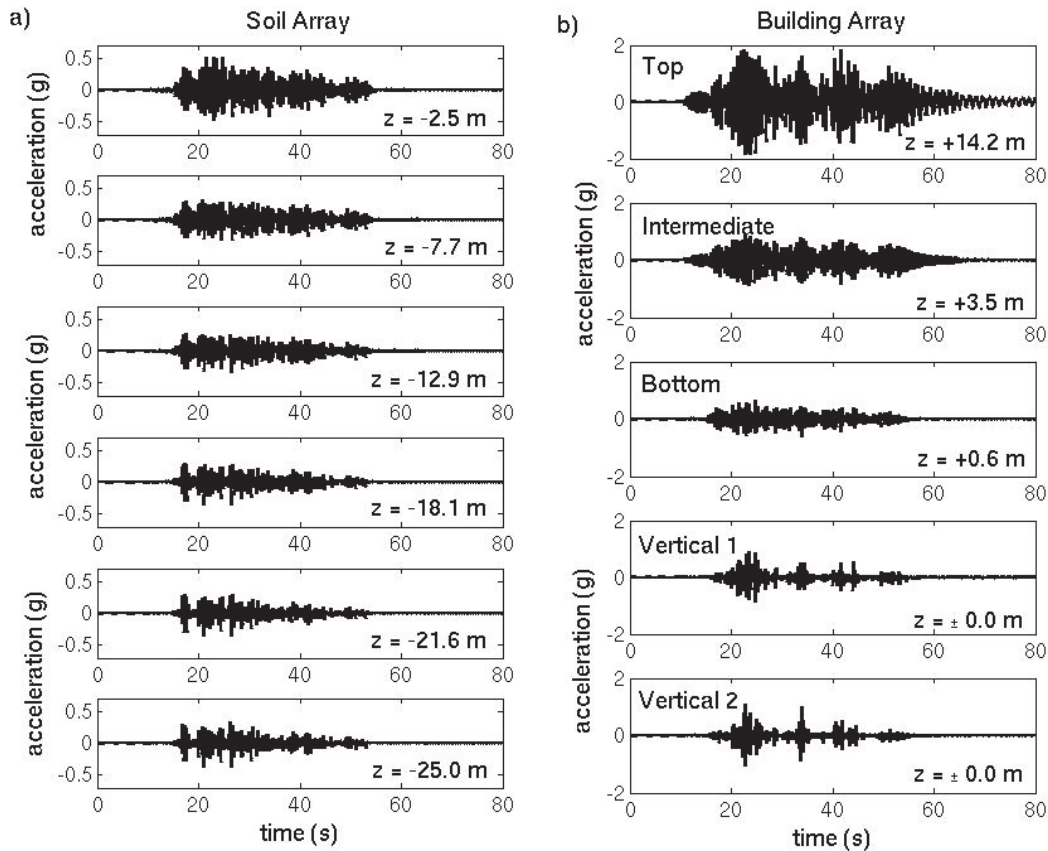 a)
Soil Array
acceleration (g)
0.5
0
-0.5
z = -2.5 m
0 20 40 60 80
0.5
0
-0.5
z = -7.7 m
0 20 40 60 80
acceleration (g)
0.5
0
-0.5
z = -12.9 m
0 20 40 60 80
0.5
0
-0.5
z = -18.1 m
0 20 40 60 80
acceleration (g)
0.5
0
-0.5
z = -21.6 m
0 20 40 60 80
0.5
0
-0.5
z = -25.0 m
0 20 40 60 80
time (s)
b)
Building Array
2
0
-2
Top
z = +14.2 m
0 20 40 60 80
acceleration (g)
2
0
-2
Intermediate
z = +3.5 m
0 20 40 60 80
2
0
-2
Bottom
z = +0.6 m
0 20 40 60 80
acceleration (g)
2
0
-2
Vertical 1
z = ± 0.0 m
0 20 40 60 80
2
0
-2
Vertical 2
z = ± 0.0 m
0 20 40 60 80
time (s)